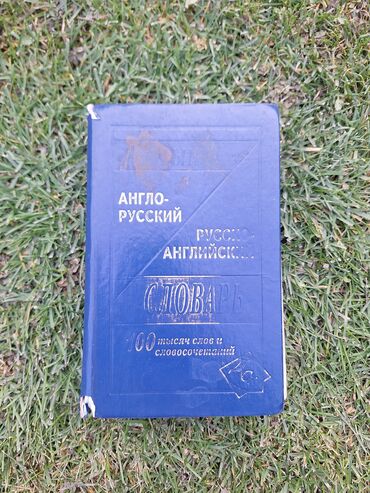 АНГЛО-
РУССКИЙ
РУССКО-
АНГЛИЙСКИЙ
СЛОВАРЬ
100 тысяч слов и
словосочетаний